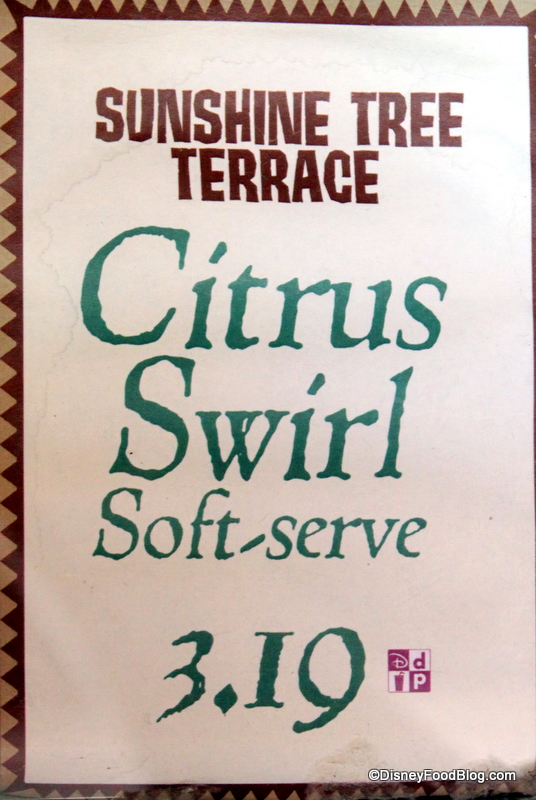 SUNSHINE TREE
TERRACE
Citrus
Swirl
Soft-serve
3.19
D d
p
©DisneyFoodBlog.com